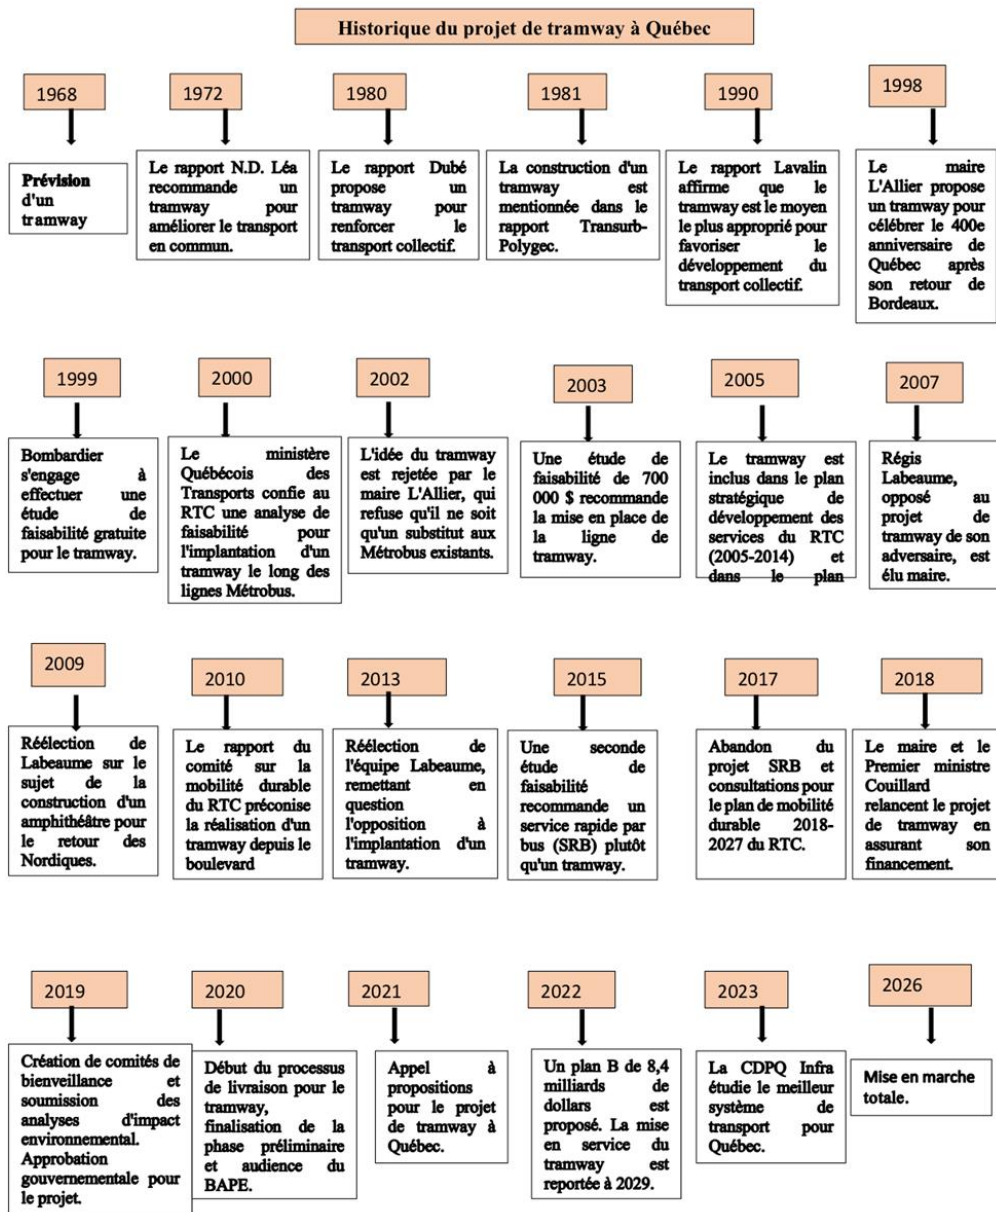 Historique du projet de tramway à Québec
1968
Prévision
d'un
tramway
1972
Le rapport N.D. Léa
recommande un
tramway pour
améliorer le transport
en commun.
1980
Le rapport Dubé
propose un
tramway pour
renforcer le
transport collectif.
1981
La construction d'un
tramway est
mentionnée dans le
rapport Transurb-
Polygec.
1990
Le rapport Lavalin
affirme que le
tramway est le moyen
le plus approprié pour
favoriser le
développement du
transport collectif.
1998
Le maire
L'Allier propose
un tramway pour
célébrer le 400e
anniversaire de
Québec après
son retour de
Bordeaux.
1999
Bombardier
s'engage à
effectuer une
étude de
faisabilité gratuite
pour le tramway.
2000
Le ministère
Québécois des
Transports confie au
RTC une analyse de
faisabilité pour
l'implantation d'un
tramway le long des
lignes Métrobus.
2002
L'idée du tramway
est rejetée par le
maire L'Allier, qui
refuse qu'il ne soit
qu'un substitut aux
Métrobus existants.
2003
Une étude de
faisabilité de 700
000 $ recommande
la mise en place de
la ligne de
tramway.
2005
Le tramway est
inclus dans le plan
stratégique de
développement des
services du RTC
(2005-2014) et
dans le plan
2007
Régis
Labeaume,
opposé au
projet de
tramway de son
adversaire, est
élu maire.
2009
Réélection de
Labeaume sur le
sujet de la
construction d'un
amphithéâtre pour
le retour des
Nordiques.
2010
Le rapport du
comité sur la
mobilité durable
du RTC préconise
la réalisation d'un
tramway depuis le
boulevard
2013
Réélection de
l'équipe Labeaume,
remettant en
question
l'opposition à
l'implantation d'un
tramway.
2015
Une seconde
étude de
faisabilité
recommande un
service rapide par
bus (SRB) plutôt
qu'un tramway.
2017
Abandon du
projet SRB et
consultations pour
le plan de mobilité
durable 2018-
2027 du RTC.
2018
Le maire et le
Premier ministre
Couillard
relancent le projet
de tramway en
assurant son
financement.
2019
Création de comités de
bienveillance et
soumission des
analyses d'impact
environnemental.
Approbation
gouvernementale pour
le projet.
2020
Début du processus
de livraison pour le
tramway,
finalisation de la
phase préliminaire
et audience du
BAPE.
2021
Appel à
propositions
pour le projet
de tramway à
Québec.
2022
Un plan B de 8,4
milliards de
dollars est
proposé. La mise
en service du
tramway est
reportée à 2029.
2023
La CDPQ Infra
étudie le meilleur
système de
transport pour
Québec.
2026
Mise en marche
totale.